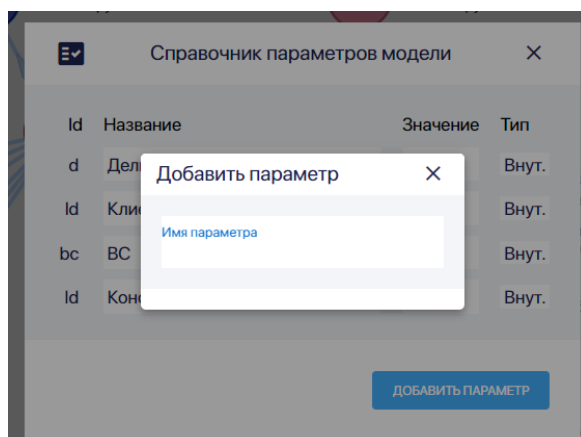 Справочник параметров модели
Id Название Значение Тип
d Внут.
Id Внут.
bc ВС Внут.
Id Внут.
Добавить параметр
Имя параметра
ДОБАВИТЬ ПАРАМЕТР